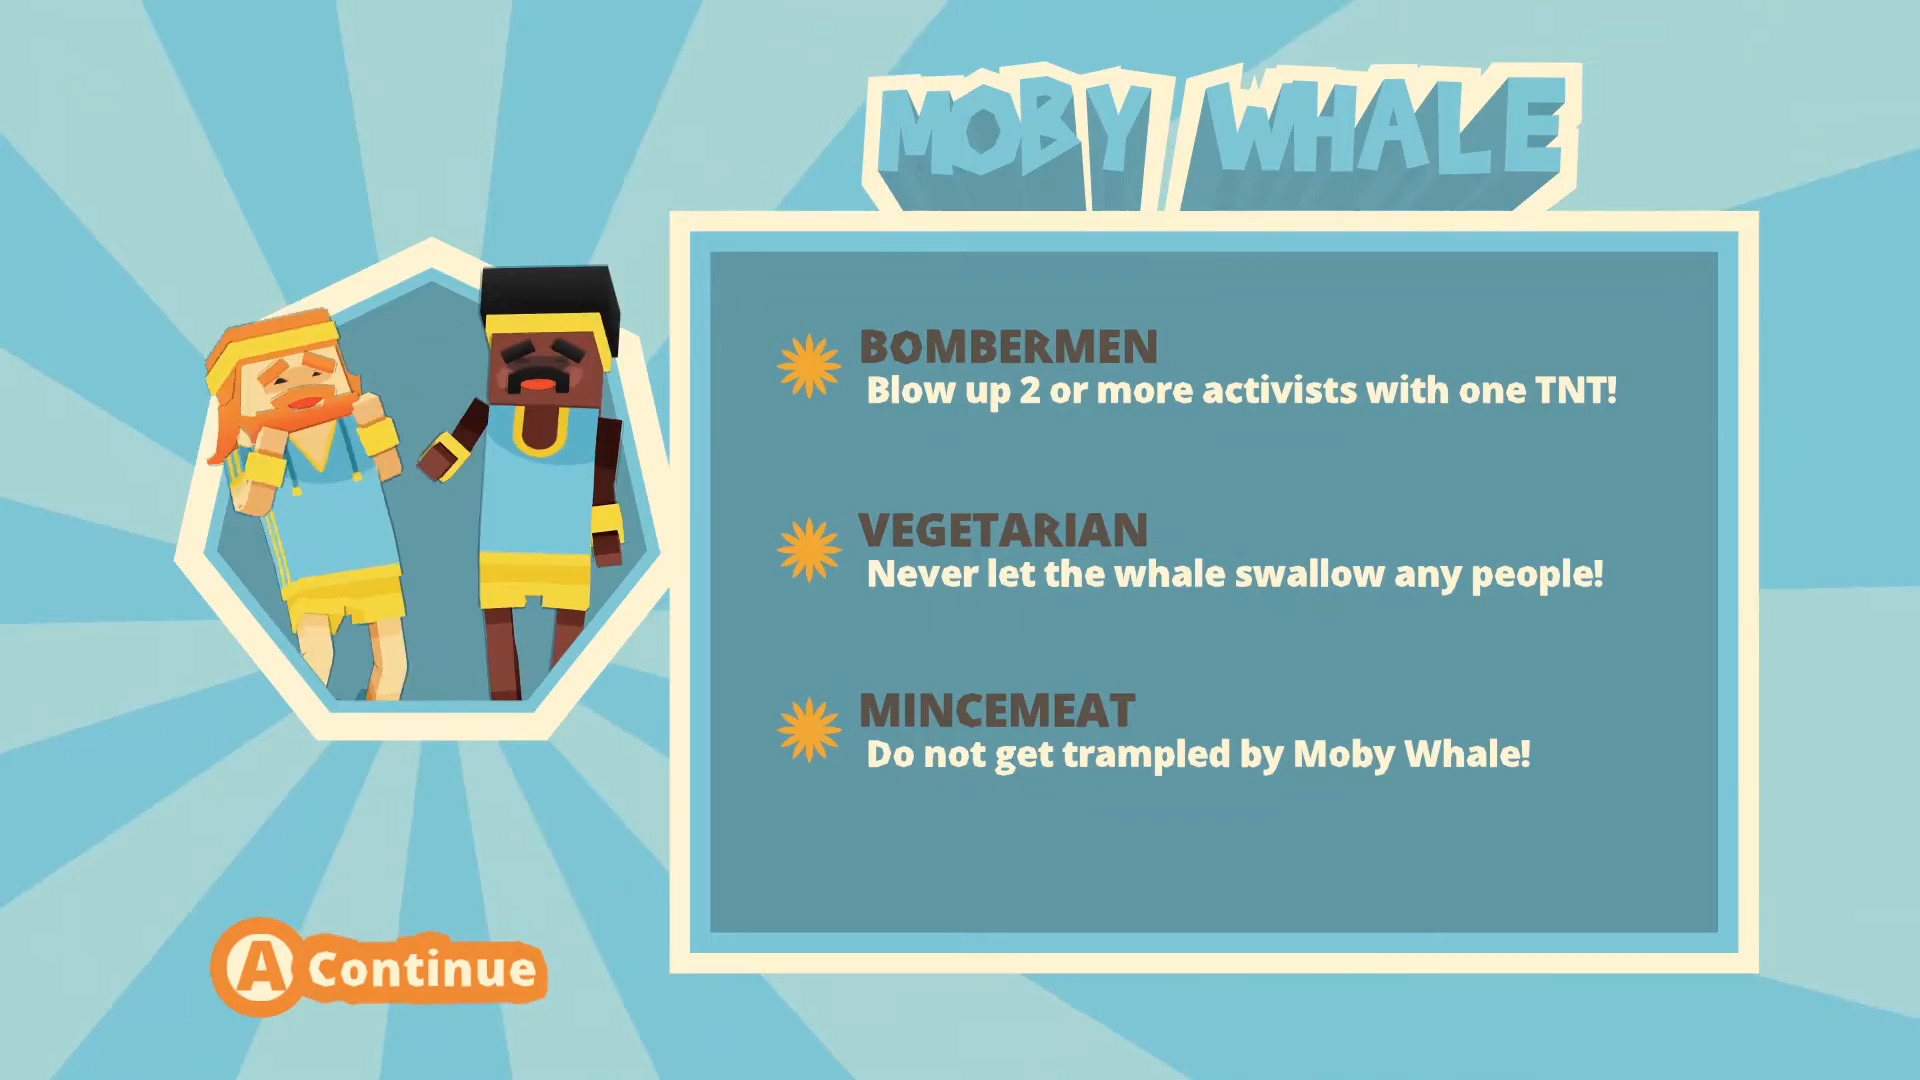 MOBY WHALE
BOMBERMEN
Blow up 2 or more activists with one TNT!
VEGETARIAN
Never let the whale swallow any people!
MINCEMEAT
Do not get trampled by Moby Whale!
A Continue